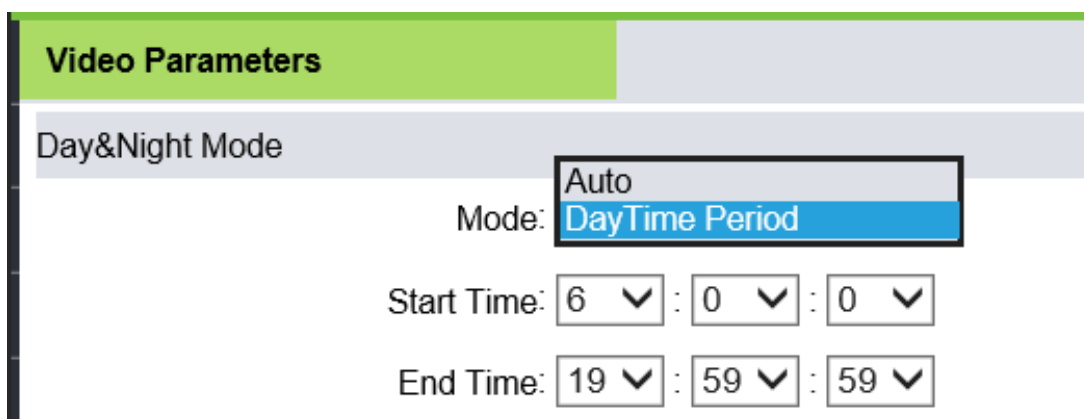 Video Parameters
Day&Night Mode
Auto
Mode: DayTime Period
Start Time: 6 : 0 : 0
End Time: 19 : 59 : 59